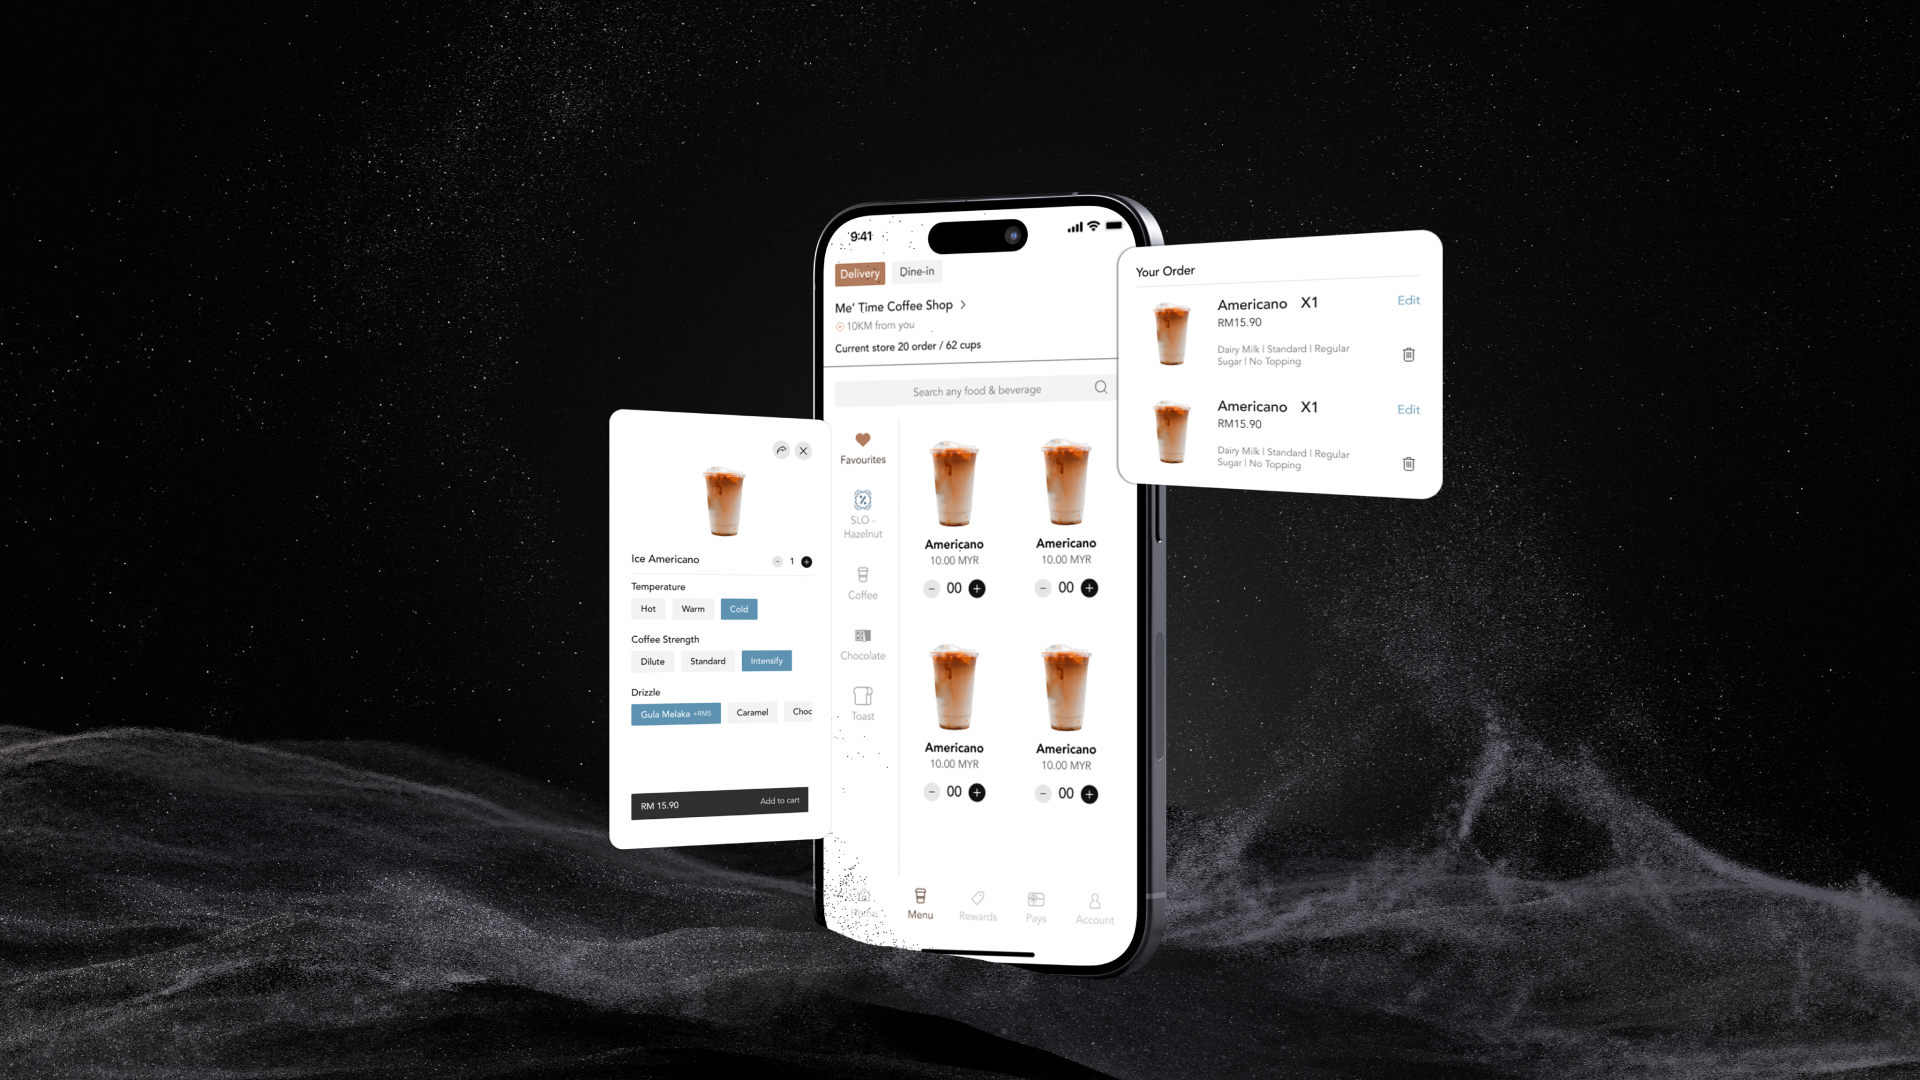 9:41
Delivery
Dine-in
Me' Time Coffee Shop >
10KM from you
Current store 20 order / 62 cups
Search any food & beverage
Favourites
SLO -
Hazelnut
Coffee
Chocolate
Toast
Americano
10.00 MYR
− 00 +
Americano
10.00 MYR
− 00 +
Americano
10.00 MYR
− 00 +
Americano
10.00 MYR
− 00 +
Home
Menu
Rewards
Pays
Account
Ice Americano
− 1 +
Temperature
Hot
Warm
Cold
Coffee Strength
Dilute
Standard
Intensify
Drizzle
Gula Melaka +RM5
Caramel
Choc
RM 15.90
Add to cart
Your Order
Americano X1
Edit
RM15.90
Dairy Milk | Standard | Regular
Sugar | No Topping
Americano X1
Edit
RM15.90
Dairy Milk | Standard | Regular
Sugar | No Topping